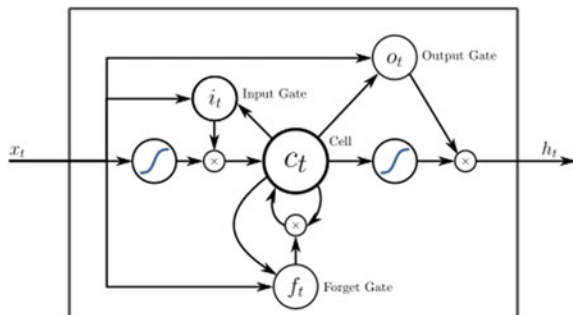 o_t Output Gate
i_t Input Gate
Cell
x_t × c_t × h_t
×
f_t Forget Gate